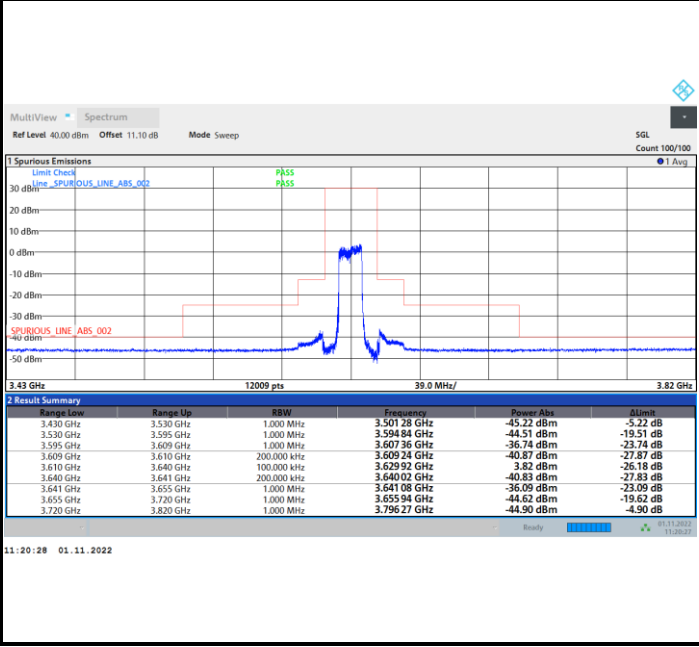 MultiView Spectrum
Ref Level 40.00 dBm Offset 11.10 dB Mode Sweep SGL
Count 100/100
1 Spurious Emissions 1 Avg
Limit Check PASS
Line _SPURIOUS_LINE_ABS_002 PASS
30 dBm
20 dBm
10 dBm
0 dBm
-10 dBm
-20 dBm
-30 dBm
_SPURIOUS_LINE_ABS_002
-40 dBm
-50 dBm
3.43 GHz 12009 pts 39.0 MHz/ 3.82 GHz
2 Result Summary
Range Low Range Up RBW Frequency Power Abs ΔLimit
3.430 GHz 3.530 GHz 1.000 MHz 3.501 28 GHz -45.22 dBm -5.22 dB
3.530 GHz 3.595 GHz 1.000 MHz 3.594 84 GHz -44.51 dBm -19.51 dB
3.595 GHz 3.609 GHz 1.000 MHz 3.607 36 GHz -36.74 dBm -23.74 dB
3.609 GHz 3.610 GHz 200.000 kHz 3.609 24 GHz -40.87 dBm -27.87 dB
3.610 GHz 3.640 GHz 100.000 kHz 3.629 92 GHz 3.82 dBm -26.18 dB
3.640 GHz 3.641 GHz 200.000 kHz 3.640 02 GHz -40.83 dBm -27.83 dB
3.641 GHz 3.655 GHz 1.000 MHz 3.641 08 GHz -36.09 dBm -23.09 dB
3.655 GHz 3.720 GHz 1.000 MHz 3.655 94 GHz -44.62 dBm -19.62 dB
3.720 GHz 3.820 GHz 1.000 MHz 3.796 27 GHz -44.90 dBm -4.90 dB
Ready 01.11.2022
11:20:27
11:20:28 01.11.2022